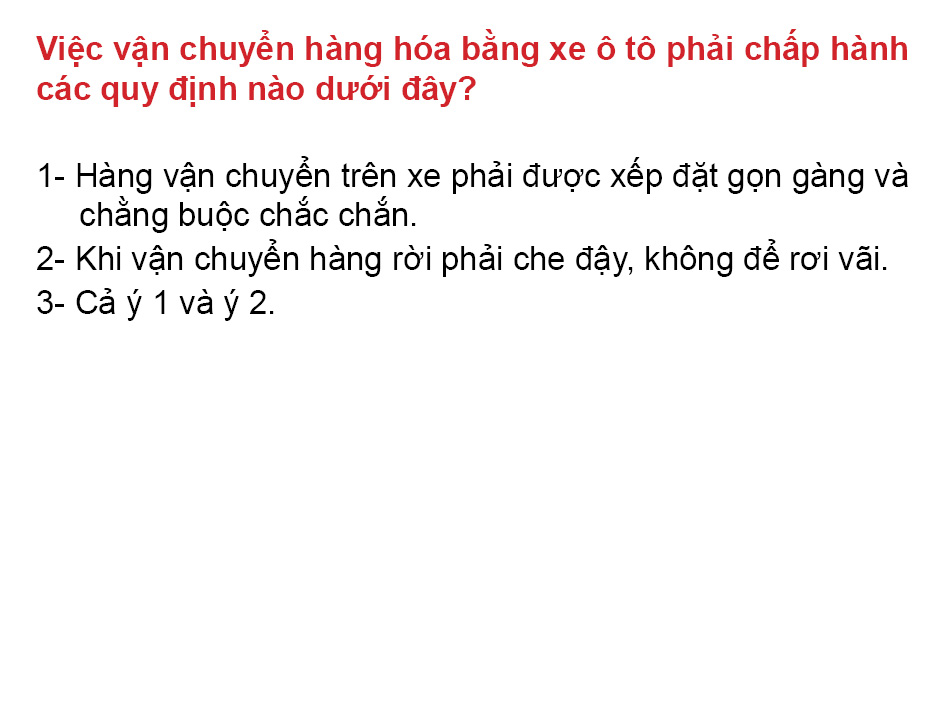 Việc vận chuyển hàng hóa bằng xe ô tô phải chấp hành
các quy định nào dưới đây?
1- Hàng vận chuyển trên xe phải được xếp đặt gọn gàng và
chằng buộc chắc chắn.
2- Khi vận chuyển hàng rời phải che đậy, không để rơi vãi.
3- Cả ý 1 và ý 2.